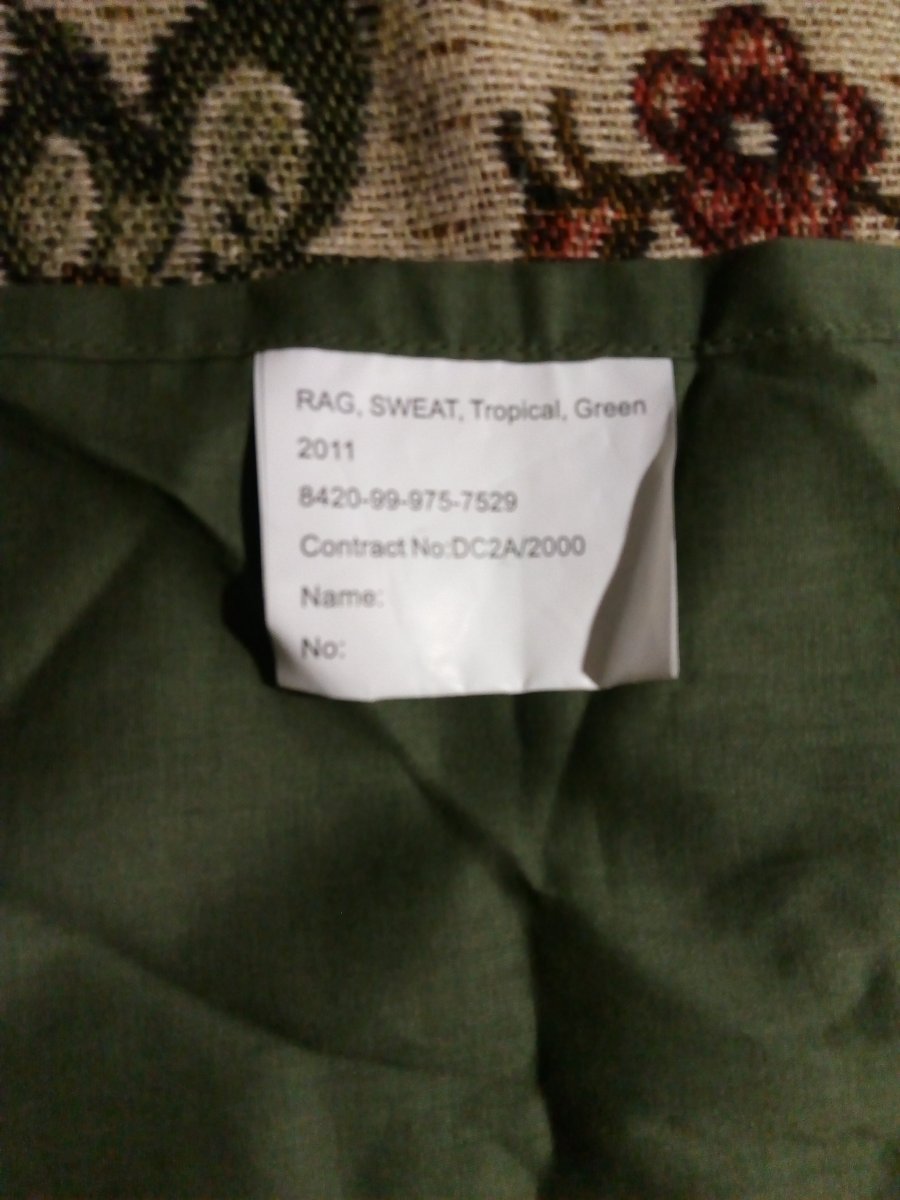 RAG, SWEAT, Tropical, Green
2011
8420-99-975-7529
Contract No:DC2A/2000
Name:
No: